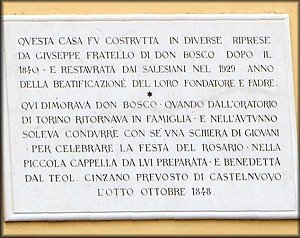 QVESTA CASA FV COSTRVTTA IN DIVERSE RIPRESE
DA GIVSEPPE FRATELLO DI DON BOSCO DOPO IL
1840 · E RESTAVRATA DAI SALESIANI NEL 1929 · ANNO
DELLA BEATIFICAZIONE DEL LORO FONDATORE E PADRE.
★
QVI DIMORAVA DON BOSCO · QVANDO DALL'ORATORIO
DI TORINO RITORNAVA IN FAMIGLIA · E NELL'AVTVNNO
SOLEVA CONDVRRE CON SE VNA SCHIERA DI GIOVANI
· PER CELEBRARE LA FESTA DEL ROSARIO · NELLA
PICCOLA CAPPELLA DA LVI PREPARATA · E BENEDETTA
DAL TEOL. CINZANO PREVOSTO DI CASTELNVOVO
L'OTTO OTTOBRE 1848.